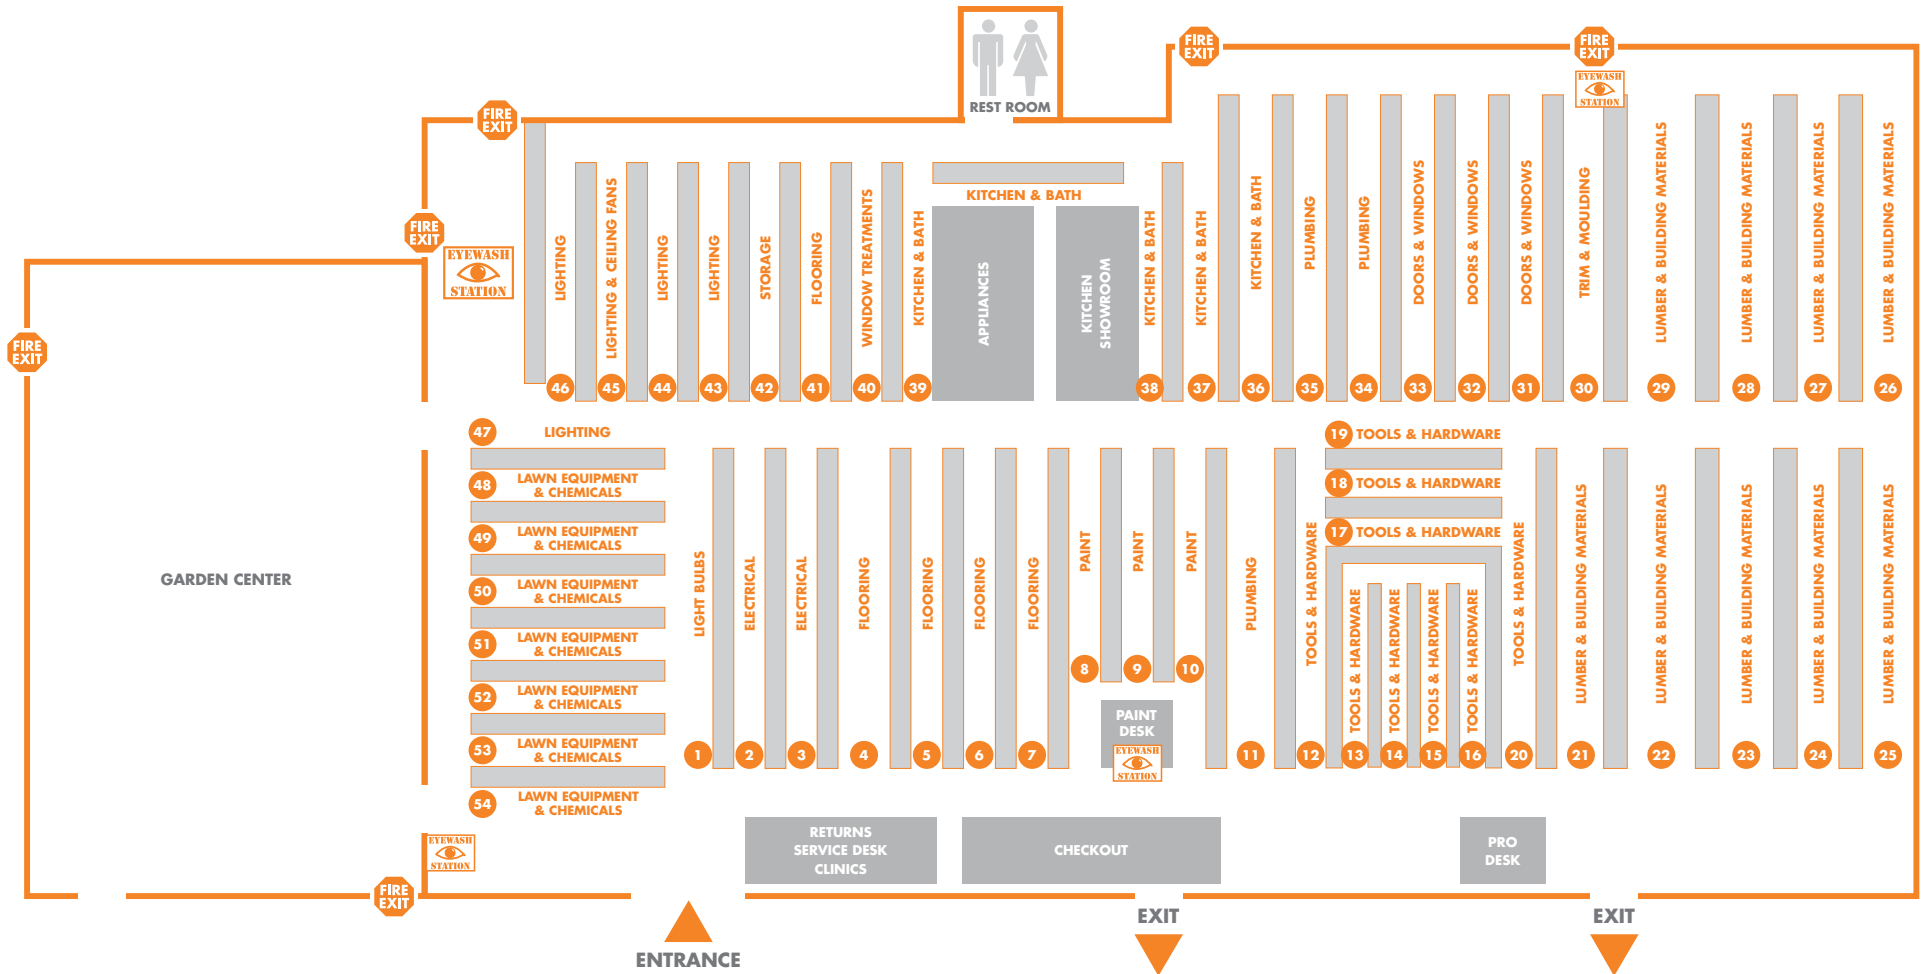 FIRE
EXIT
FIRE
EXIT
REST ROOM
EYEWASH
STATION
FIRE
EXIT
FIRE
EXIT
EYEWASH
STATION
FIRE
EXIT
KITCHEN & BATH
LIGHTING
LIGHTING & CEILING FANS
LIGHTING
LIGHTING
STORAGE
FLOORING
WINDOW TREATMENTS
KITCHEN & BATH
APPLIANCES
KITCHEN
SHOWROOM
KITCHEN & BATH
KITCHEN & BATH
KITCHEN & BATH
PLUMBING
PLUMBING
DOORS & WINDOWS
DOORS & WINDOWS
DOORS & WINDOWS
TRIM & MOULDING
LUMBER & BUILDING MATERIALS
LUMBER & BUILDING MATERIALS
LUMBER & BUILDING MATERIALS
LUMBER & BUILDING MATERIALS
46
45
44
43
42
41
40
39
38
37
36
35
34
33
32
31
30
29
28
27
26
47 LIGHTING
48 LAWN EQUIPMENT
& CHEMICALS
49 LAWN EQUIPMENT
& CHEMICALS
50 LAWN EQUIPMENT
& CHEMICALS
51 LAWN EQUIPMENT
& CHEMICALS
52 LAWN EQUIPMENT
& CHEMICALS
53 LAWN EQUIPMENT
& CHEMICALS
54 LAWN EQUIPMENT
& CHEMICALS
GARDEN CENTER
19 TOOLS & HARDWARE
18 TOOLS & HARDWARE
17 TOOLS & HARDWARE
LIGHT BULBS
ELECTRICAL
ELECTRICAL
FLOORING
FLOORING
FLOORING
FLOORING
PAINT
PAINT
PAINT
PLUMBING
TOOLS & HARDWARE
TOOLS & HARDWARE
TOOLS & HARDWARE
TOOLS & HARDWARE
TOOLS & HARDWARE
TOOLS & HARDWARE
LUMBER & BUILDING MATERIALS
LUMBER & BUILDING MATERIALS
LUMBER & BUILDING MATERIALS
LUMBER & BUILDING MATERIALS
LUMBER & BUILDING MATERIALS
8
9
10
PAINT
DESK
EYEWASH
STATION
1
2
3
4
5
6
7
11
12
13
14
15
16
20
21
22
23
24
25
EYEWASH
STATION
FIRE
EXIT
RETURNS
SERVICE DESK
CLINICS
CHECKOUT
PRO
DESK
ENTRANCE
EXIT
EXIT